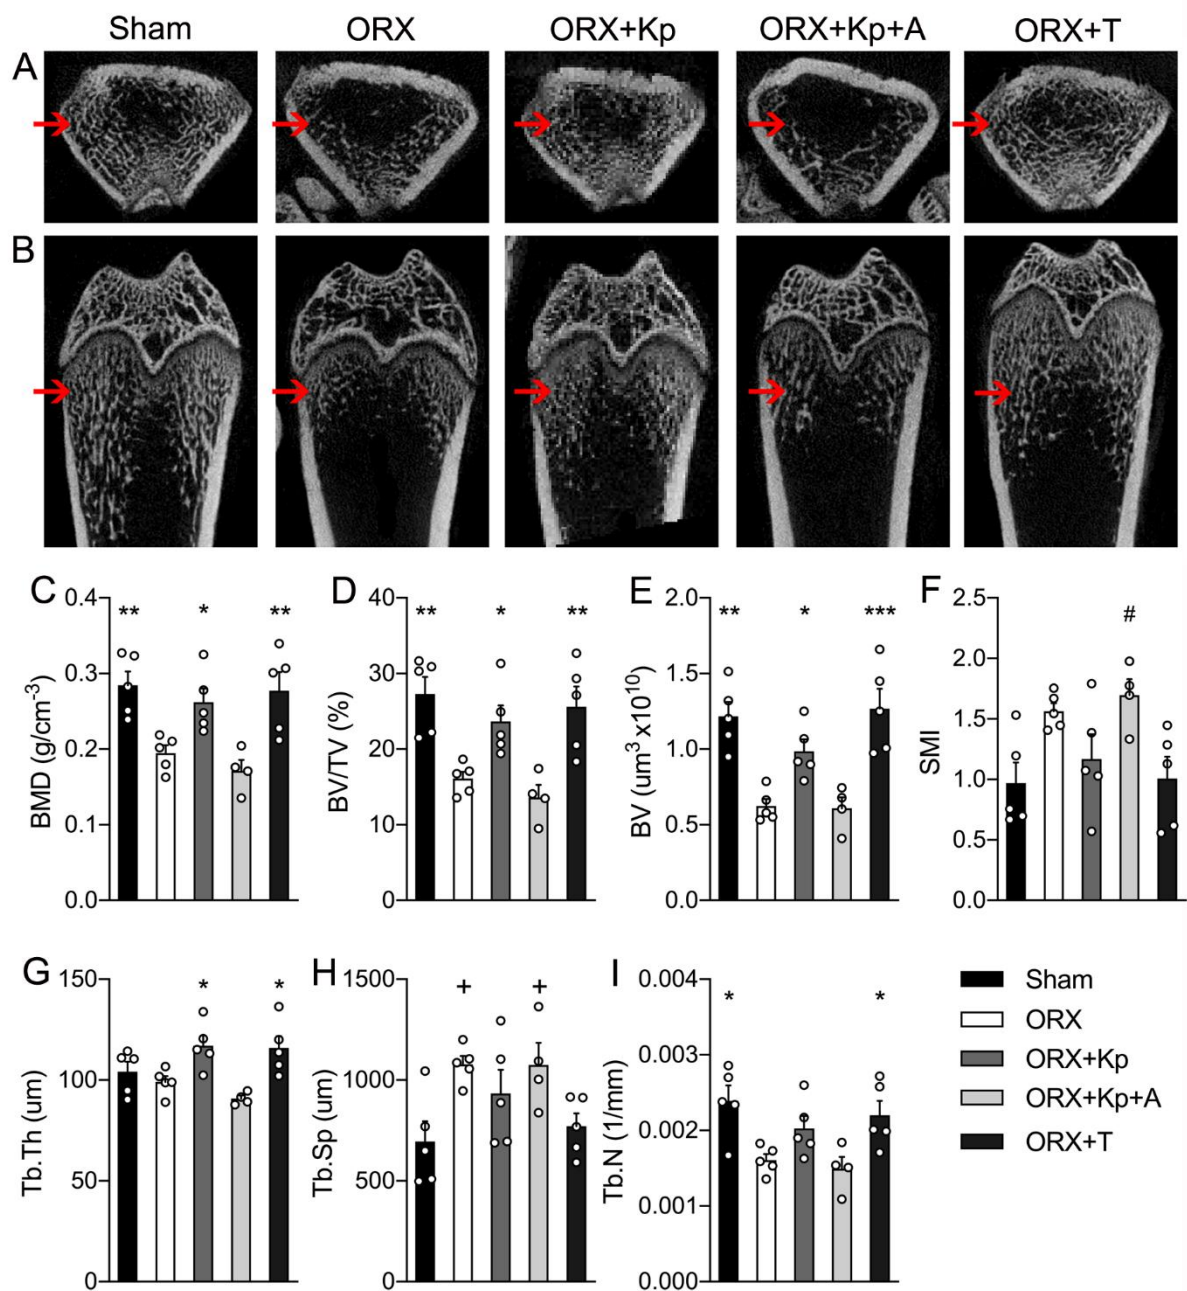 Sham ORX ORX+Kp ORX+Kp+A ORX+T
A
B
C
BMD (g/cm-3)
0.4
0.3
0.2
0.1
0.0
** * **
D
BV/TV (%)
40
30
20
10
0
** * **
E
BV (um3 x1010)
2.0
1.5
1.0
0.5
0.0
** * ***
F
SMI
2.5
2.0
1.5
1.0
0.5
0.0
#
G
Tb.Th (um)
150
100
50
0
* *
H
Tb.Sp (um)
1500
1000
500
0
+ +
I
Tb.N (1/mm)
0.004
0.003
0.002
0.001
0.000
* *
Sham
ORX
ORX+Kp
ORX+Kp+A
ORX+T